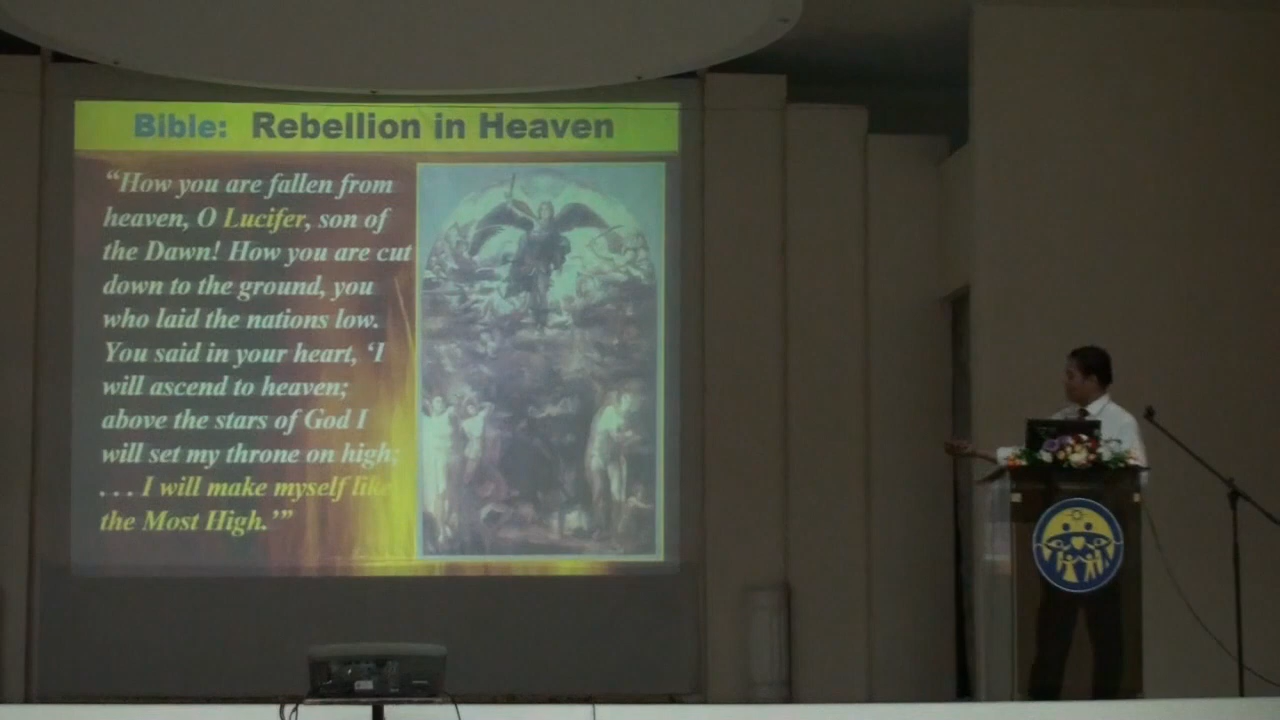 Bible: Rebellion in Heaven
“How you are fallen from
heaven, O Lucifer, son of
the Dawn! How you are cut
down to the ground, you
who laid the nations low.
You said in your heart, ‘I
will ascend to heaven;
above the stars of God I
will set my throne on high;
. . . I will make myself like
the Most High.’”